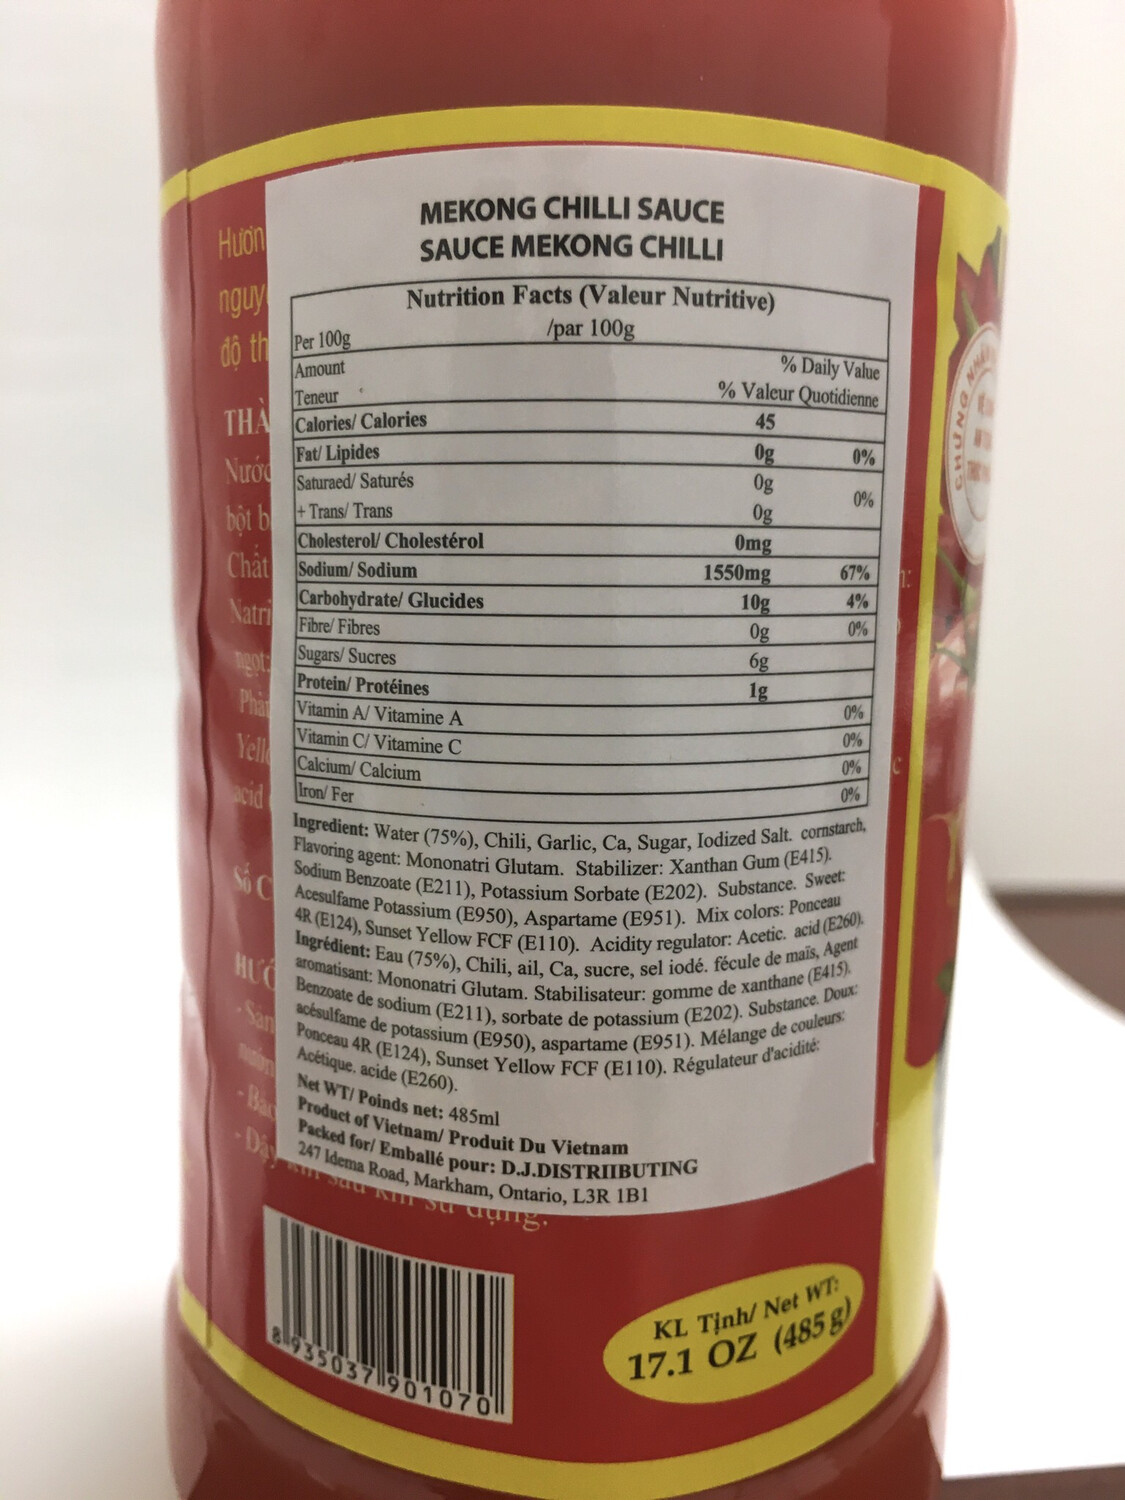 MEKONG CHILLI SAUCE
SAUCE MEKONG CHILLI
Nutrition Facts (Valeur Nutritive)
Per 100g /par 100g
Amount % Daily Value
Teneur % Valeur Quotidienne
Calories/ Calories 45
Fat/ Lipides 0g 0%
Saturaed/ Saturés 0g
0%
+ Trans/ Trans 0g
Cholesterol/ Cholestérol 0mg
Sodium/ Sodium 1550mg 67%
Carbohydrate/ Glucides 10g 4%
Fibre/ Fibres 0g 0%
Sugars/ Sucres 6g
Protein/ Protéines 1g
Vitamin A/ Vitamine A 0%
Vitamin C/ Vitamine C 0%
Calcium/ Calcium 0%
Iron/ Fer 0%
Ingredient: Water (75%), Chili, Garlic, Ca, Sugar, Iodized Salt. cornstarch,
Flavoring agent: Mononatri Glutam. Stabilizer: Xanthan Gum (E415).
Sodium Benzoate (E211), Potassium Sorbate (E202). Substance. Sweet:
Acesulfame Potassium (E950), Aspartame (E951). Mix colors: Ponceau
4R (E124), Sunset Yellow FCF (E110). Acidity regulator: Acetic. acid (E260).
Ingrédient: Eau (75%), Chili, ail, Ca, sucre, sel iodé. fécule de maïs, Agent
aromatisant: Mononatri Glutam. Stabilisateur: gomme de xanthane (E415),
Benzoate de sodium (E211), sorbate de potassium (E202). Substance. Doux:
acésulfame de potassium (E950), aspartame (E951). Mélange de couleurs:
Ponceau 4R (E124), Sunset Yellow FCF (E110). Régulateur d'acidité:
Acétique. acide (E260).
Net WT/ Poinds net: 485ml
Product of Vietnam/ Produit Du Vietnam
Packed for/ Emballé pour: D.J.DISTRIIBUTING
247 Idema Road, Markham, Ontario, L3R 1B1
sau khi sử dụng.
8 935037 901070
KL Tịnh/ Net WT:
17.1 OZ (485 g)